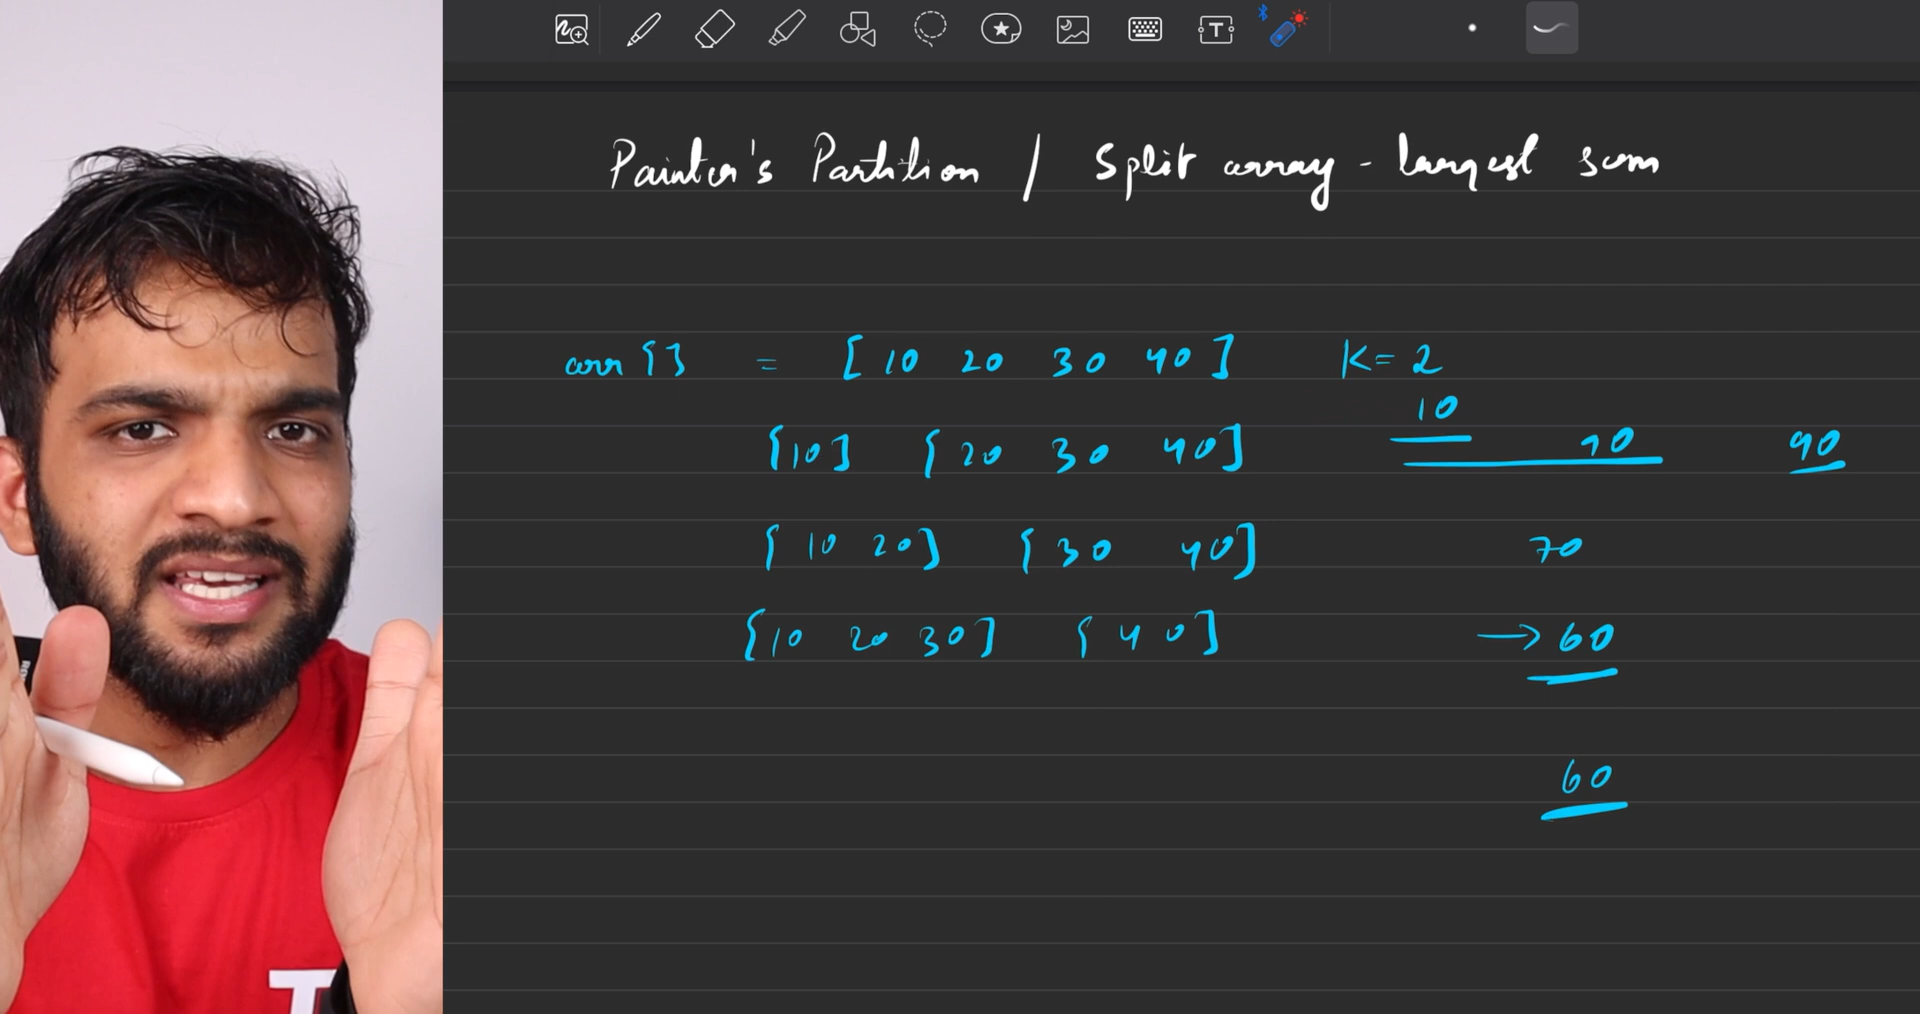 Painter's Partition / Split array - largest sum
arr [] = [ 10 20 30 40 ] K = 2
10
[10] [ 20 30 40] 90 90
[ 10 20] [ 30 40] 70
[10 20 30] [ 40] → 60
60
T